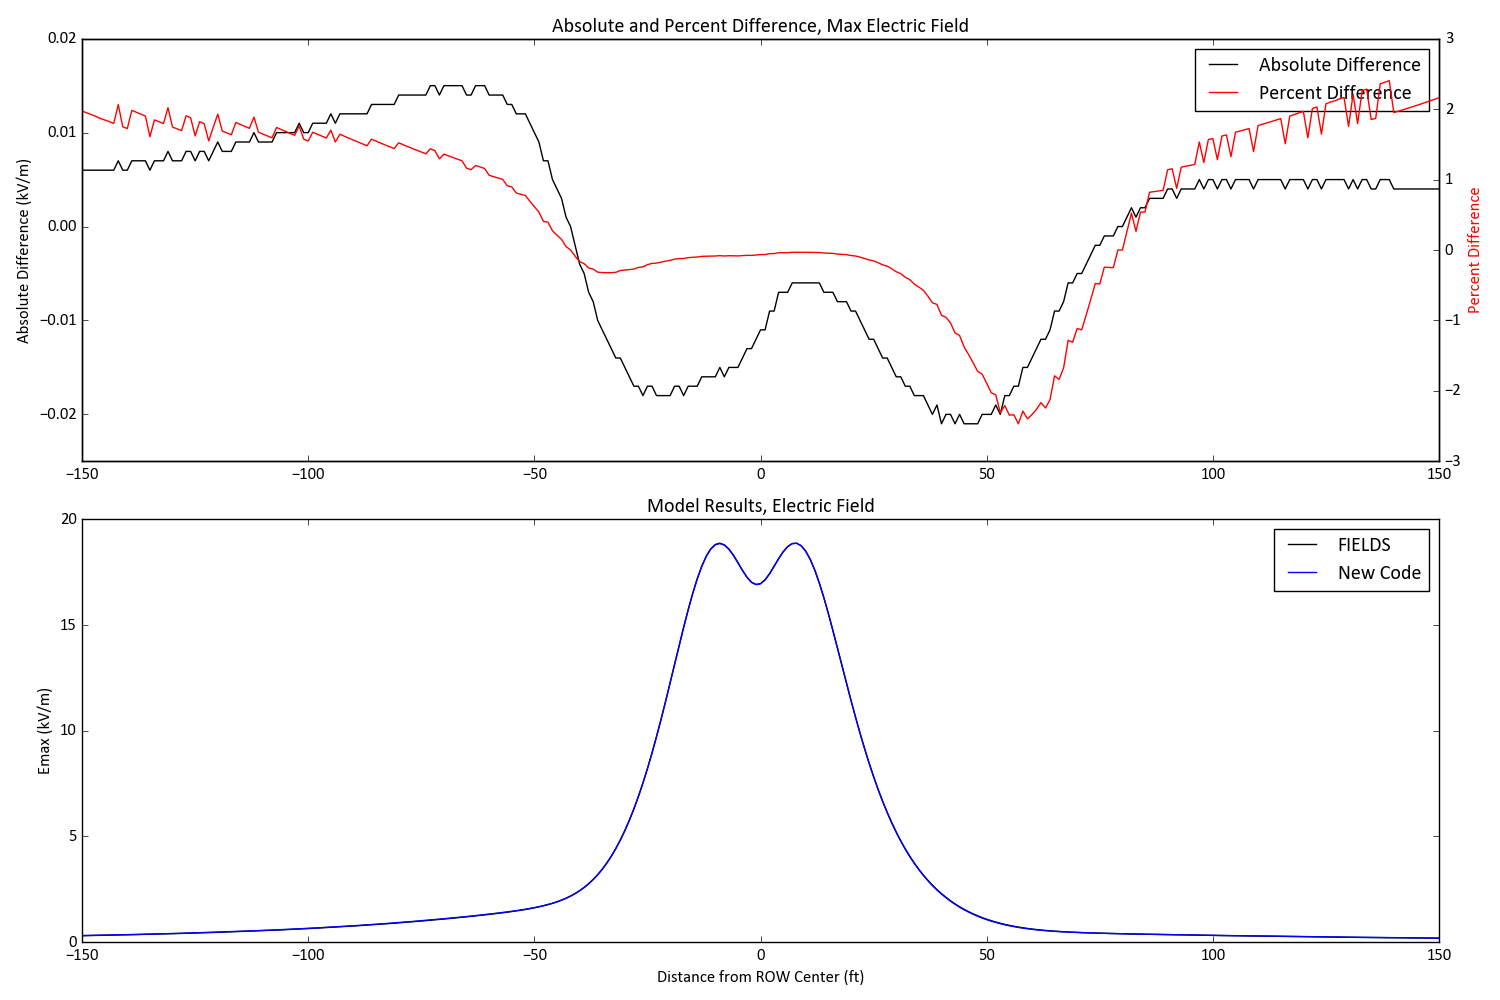 Absolute and Percent Difference, Max Electric Field
0.02
0.01
0.00
−0.01
−0.02
Absolute Difference (kV/m)
3
2
1
0
−1
−2
−3
Percent Difference
Absolute Difference
Percent Difference
−150 −100 −50 0 50 100 150
Model Results, Electric Field
20
15
10
5
0
Emax (kV/m)
FIELDS
New Code
−150 −100 −50 0 50 100 150
Distance from ROW Center (ft)